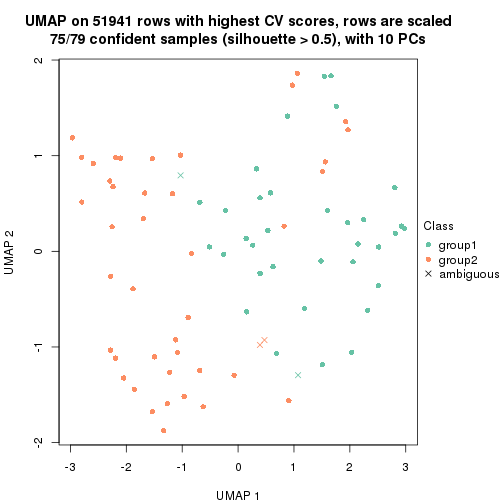 UMAP on 51941 rows with highest CV scores, rows are scaled
75/79 confident samples (silhouette > 0.5), with 10 PCs
2
1
0
-1
-2
UMAP 2
-3
-2
-1
0
1
2
3
UMAP 1
Class
group1
group2
ambiguous